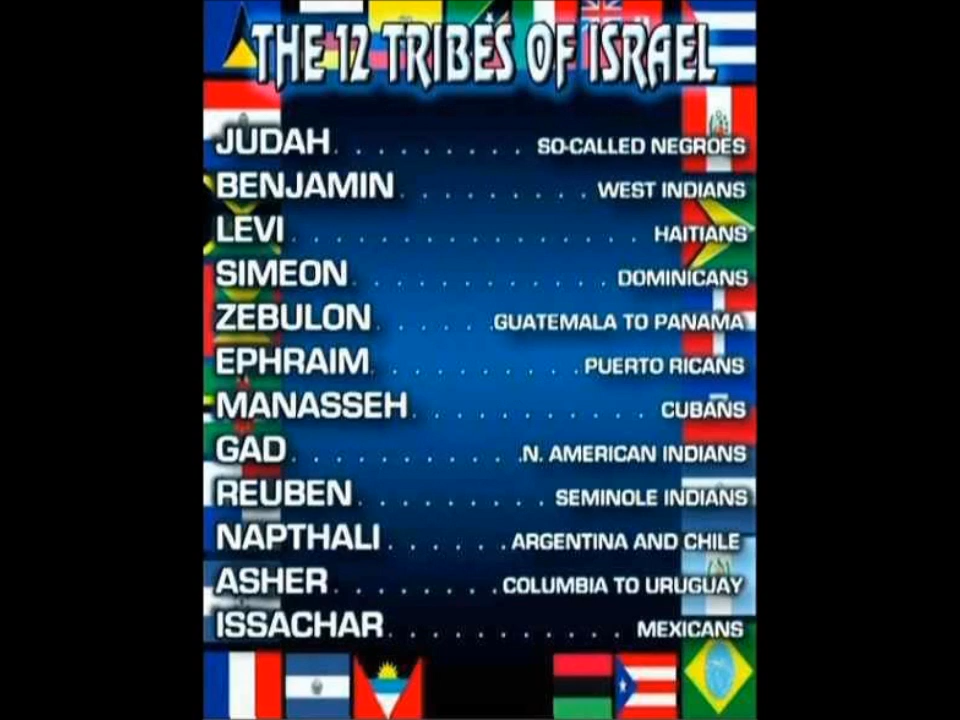 THE 12 TRIBES OF ISRAEL
JUDAH . . . . . . . . . SO-CALLED NEGROES
BENJAMIN . . . . . . . . . WEST INDIANS
LEVI . . . . . . . . . . . . . . . . HAITIANS
SIMEON . . . . . . . . . . . . DOMINICANS
ZEBULON . . . . . . GUATEMALA TO PANAMA
EPHRAIM . . . . . . . . . . PUERTO RICANS
MANASSEH . . . . . . . . . . . CUBANS
GAD . . . . . . . . . . . N. AMERICAN INDIANS
REUBEN . . . . . . . . . SEMINOLE INDIANS
NAPTHALI . . . . . . ARGENTINA AND CHILE
ASHER . . . . . . . . COLUMBIA TO URUGUAY
ISSACHAR . . . . . . . . . . . . MEXICANS